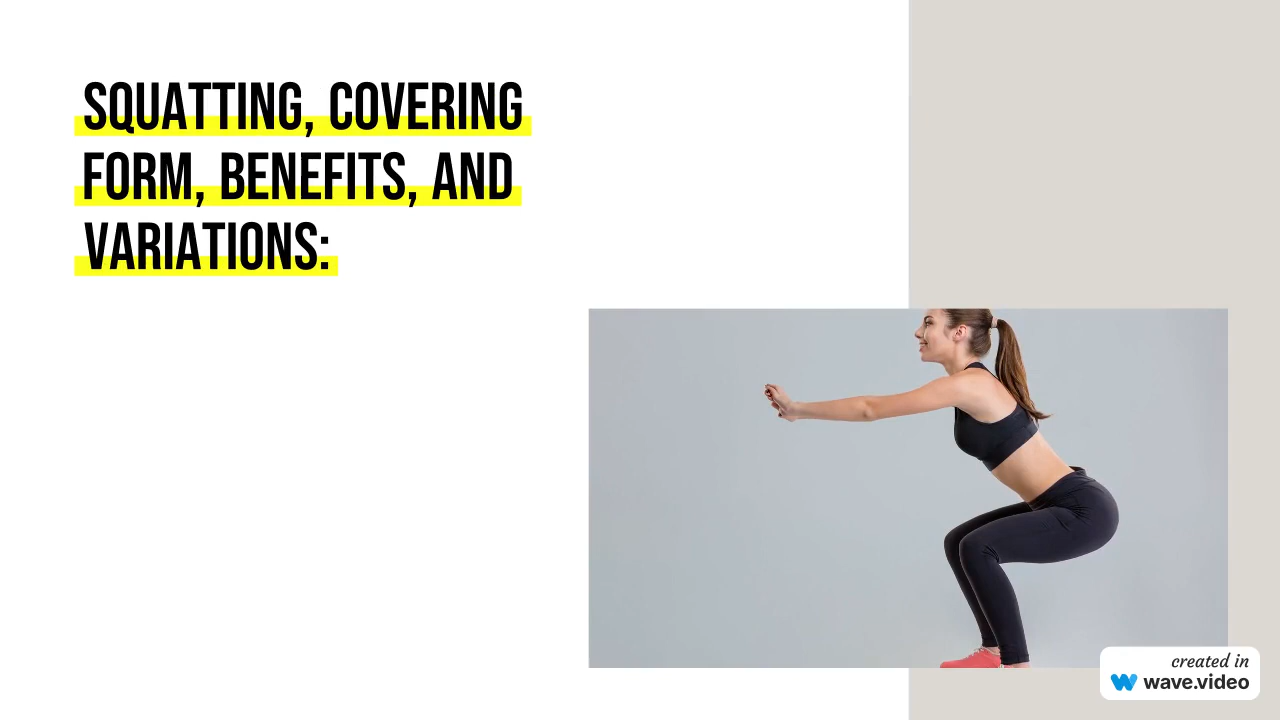 SQUATTING, COVERING
FORM, BENEFITS, AND
VARIATIONS:
created in
wave.video